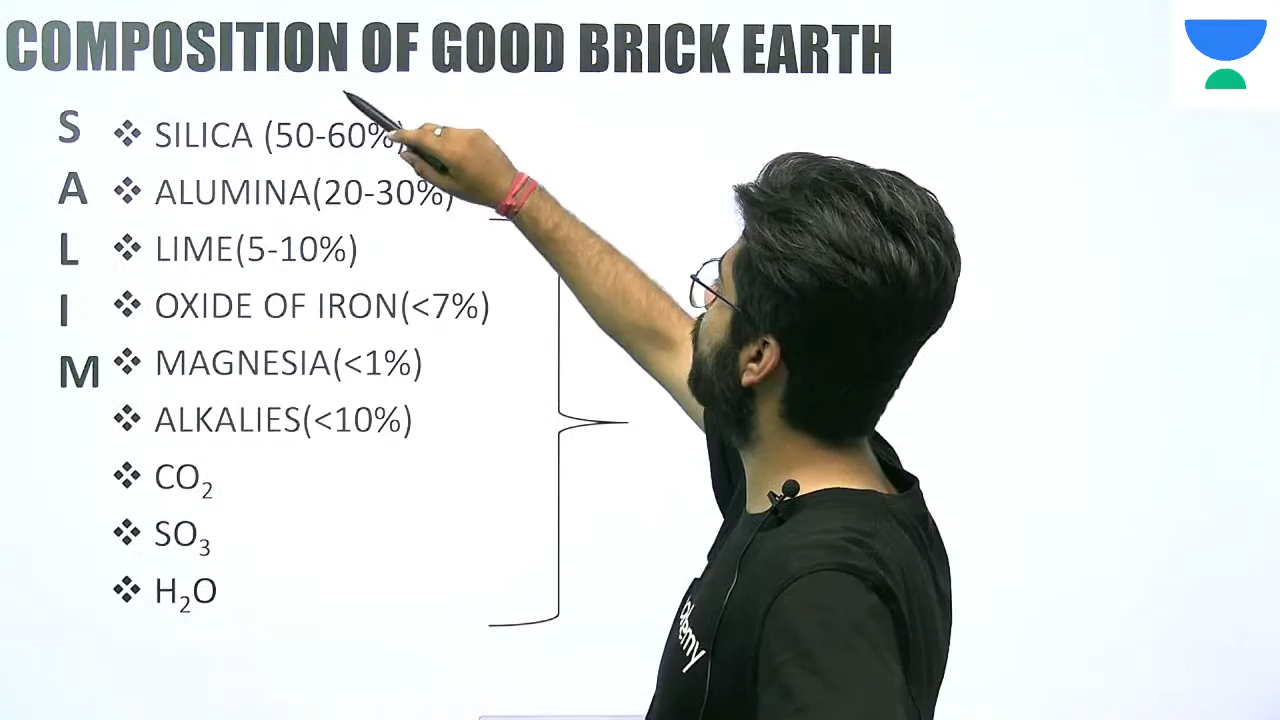 COMPOSITION OF GOOD BRICK EARTH
S ❖ SILICA (50-60%)
A ❖ ALUMINA(20-30%)
L ❖ LIME(5-10%)
I ❖ OXIDE OF IRON(<7%)
M ❖ MAGNESIA(<1%)
❖ ALKALIES(<10%)
❖ CO₂
❖ SO₃
❖ H₂O